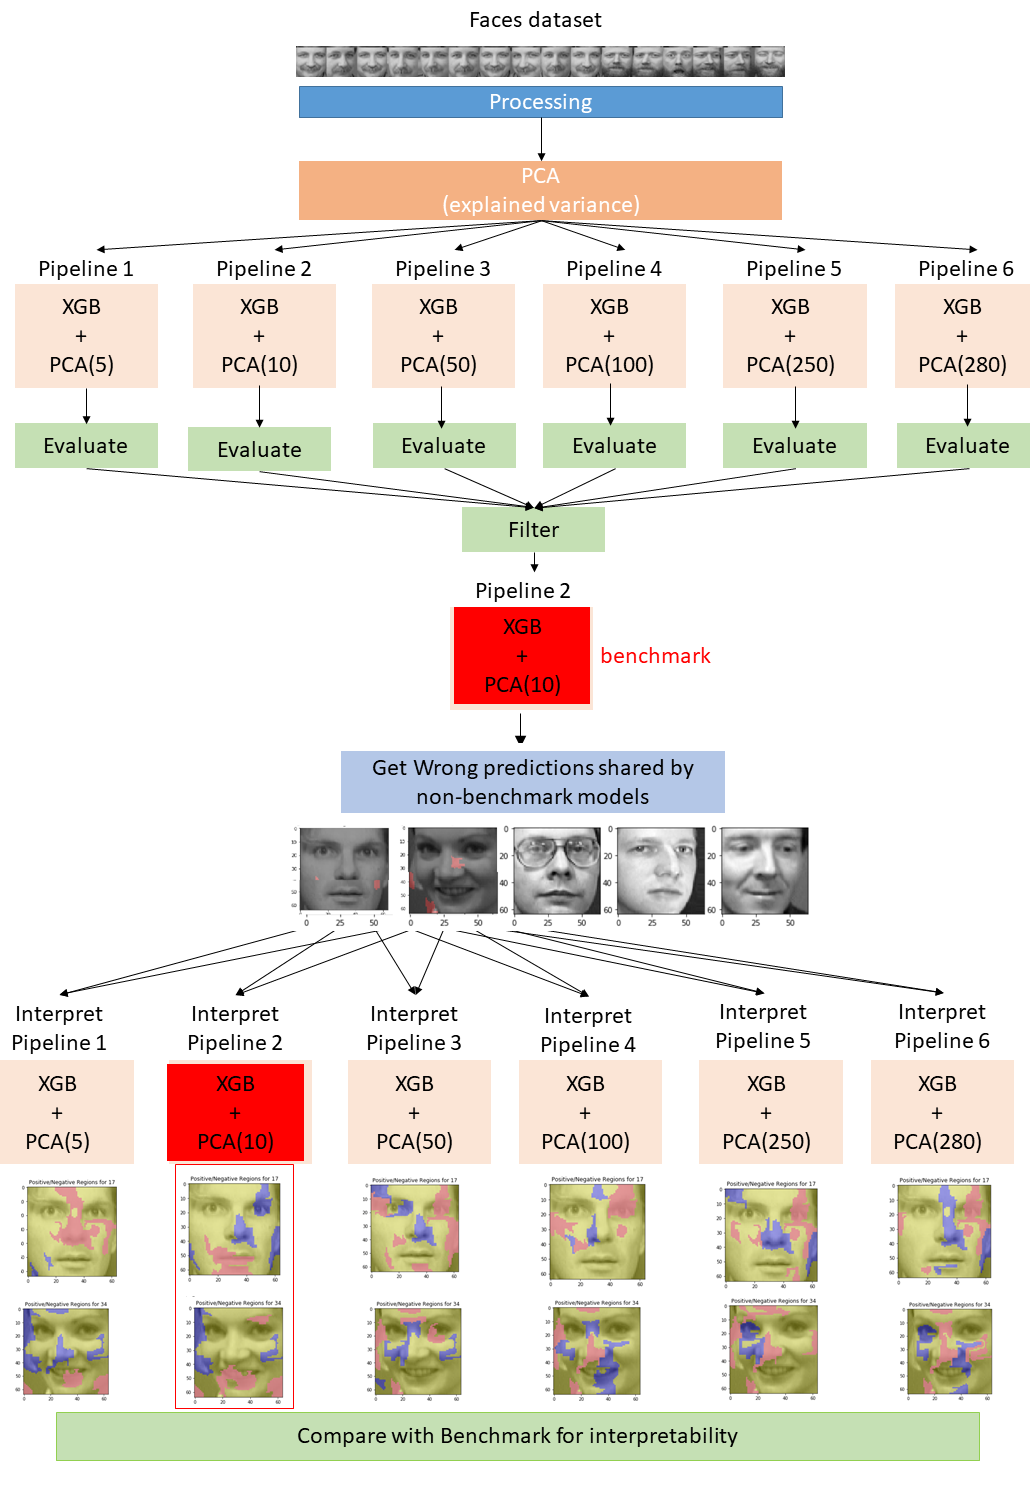 Faces dataset
Processing
PCA
(explained variance)
Pipeline 1
Pipeline 2
Pipeline 3
Pipeline 4
Pipeline 5
Pipeline 6
XGB
+
PCA(5)
XGB
+
PCA(10)
XGB
+
PCA(50)
XGB
+
PCA(100)
XGB
+
PCA(250)
XGB
+
PCA(280)
Evaluate
Evaluate
Evaluate
Evaluate
Evaluate
Evaluate
Filter
Pipeline 2
XGB
+
PCA(10)
benchmark
Get Wrong predictions shared by
non-benchmark models
0 25 50
0 25 50
0 20 40 60
0 25 50
0 20 40 60
0 25 50
0 20 40 60
0 25 50
Interpret
Pipeline 1
Interpret
Pipeline 2
Interpret
Pipeline 3
Interpret
Pipeline 4
Interpret
Pipeline 5
Interpret
Pipeline 6
XGB
+
PCA(5)
XGB
+
PCA(10)
XGB
+
PCA(50)
XGB
+
PCA(100)
XGB
+
PCA(250)
XGB
+
PCA(280)
Positive/Negative Regions for 17
Positive/Negative Regions for 17
Positive/Negative Regions for 17
Positive/Negative Regions for 17
Positive/Negative Regions for 17
Positive/Negative Regions for 17
Positive/Negative Regions for 34
Positive/Negative Regions for 34
Positive/Negative Regions for 34
Positive/Negative Regions for 34
Positive/Negative Regions for 34
Positive/Negative Regions for 34
Compare with Benchmark for interpretability